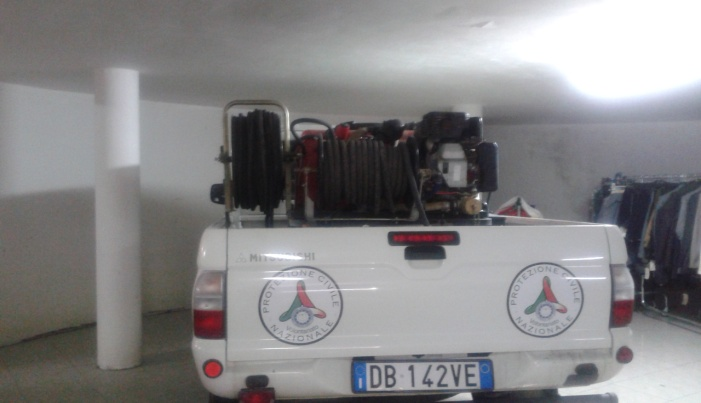 MITSUBISHI
PROTEZIONE CIVILE
NAZIONALE
PROTEZIONE CIVILE
NAZIONALE
DB 142VE